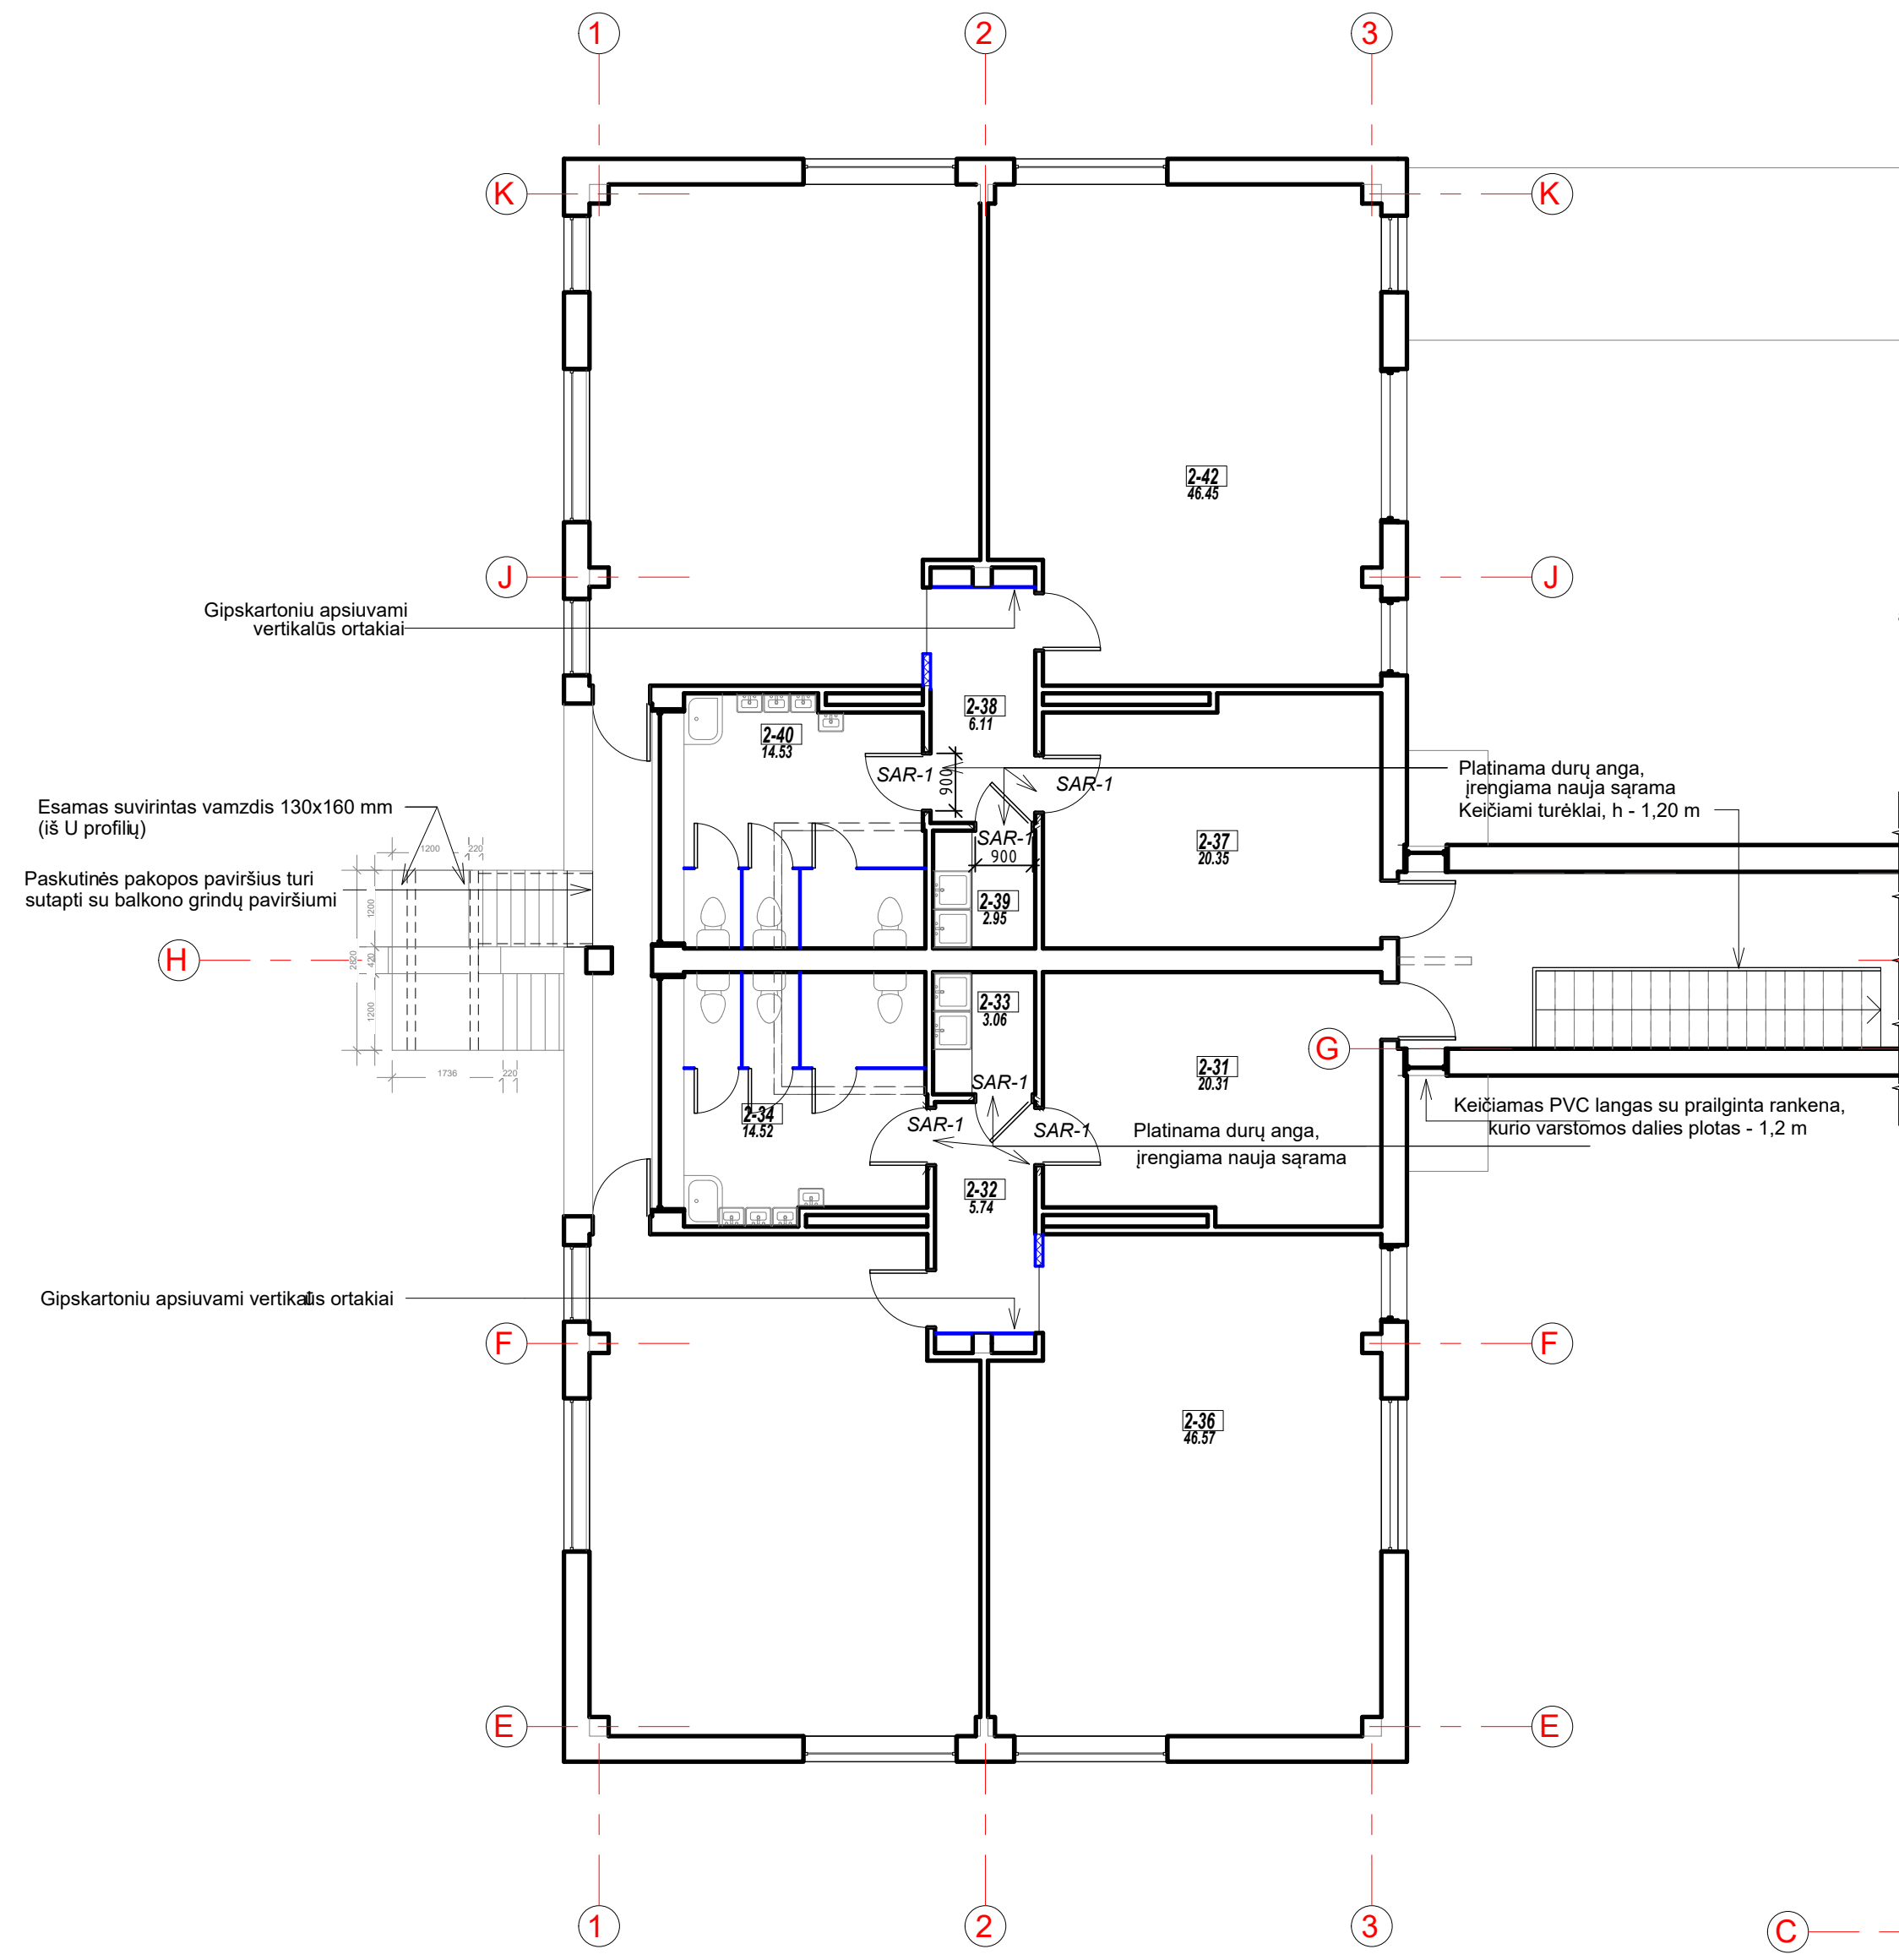 1
2
3
K
K
2-42
46.45
J
J
Gipskartoniu apsiuvami
vertikalūs ortakiai
2-38
6.11
2-40
14.53
SAR-1
900
SAR-1
Platinama durų anga,
įrengiama nauja sąrama
Keičiami turėklai, h - 1,20 m
Esamas suvirintas vamzdis 130x160 mm
(iš U profilių)
SAR-1
900
2-37
20.35
1200
220
Paskutinės pakopos paviršius turi
sutapti su balkono grindų paviršiumi
2-39
2.95
1200
2820
420
1200
H
2-33
3.06
G
1736
220
2-31
20.31
SAR-1
2-34
14.52
SAR-1
SAR-1
Platinama durų anga,
įrengiama nauja sąrama
Keičiamas PVC langas su prailginta rankena,
kurio varstomos dalies plotas - 1,2 m
2-32
5.74
Gipskartoniu apsiuvami vertikalūs ortakiai
F
F
2-36
46.57
E
E
1
2
3
C